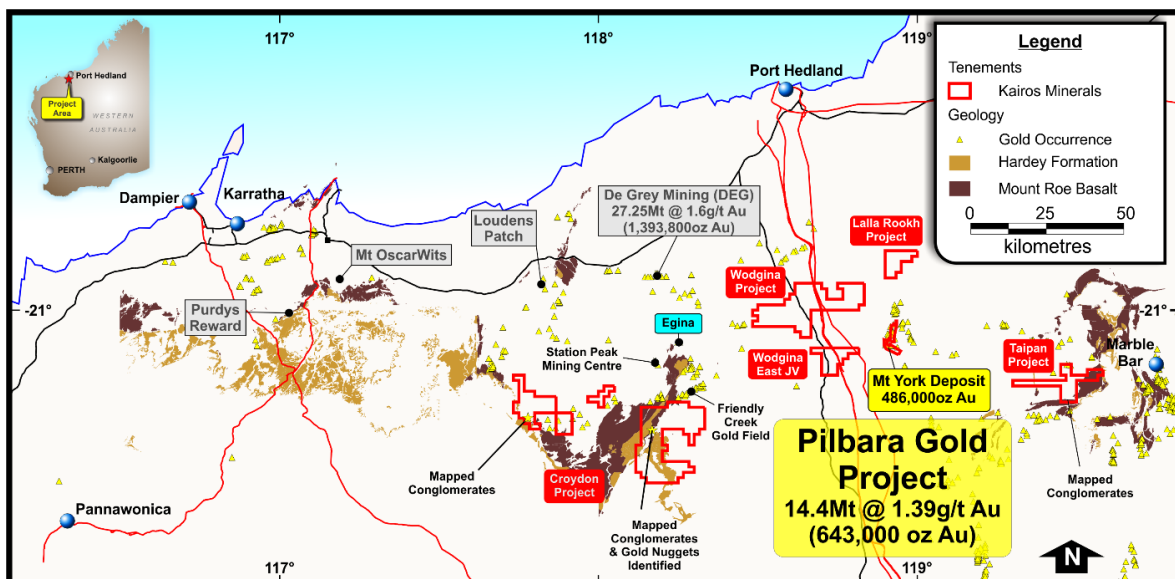 117°
118°
119°
Port Hedland
Project
Area
WESTERN
AUSTRALIA
Kalgoorlie
PERTH
Port Hedland
Legend
Tenements
Kairos Minerals
Geology
Gold Occurrence
Hardey Formation
Mount Roe Basalt
0 25 50
kilometres
Dampier
Karratha
Loudens
Patch
De Grey Mining (DEG)
27.25Mt @ 1.6g/t Au
(1,393,800oz Au)
Lalla Rookh
Project
Mt OscarWits
Wodgina
Project
Purdys
Reward
-21°
-21°
Egina
Station Peak
Mining Centre
Wodgina
East JV
Taipan
Project
Marble
Bar
Mt York Deposit
486,000oz Au
Friendly
Creek
Gold Field
Mapped
Conglomerates
Croydon
Project
Pilbara Gold
Project
14.4Mt @ 1.39g/t Au
(643,000 oz Au)
Mapped
Conglomerates
Pannawonica
Mapped
Conglomerates
& Gold Nuggets
Identified
N
117°
119°